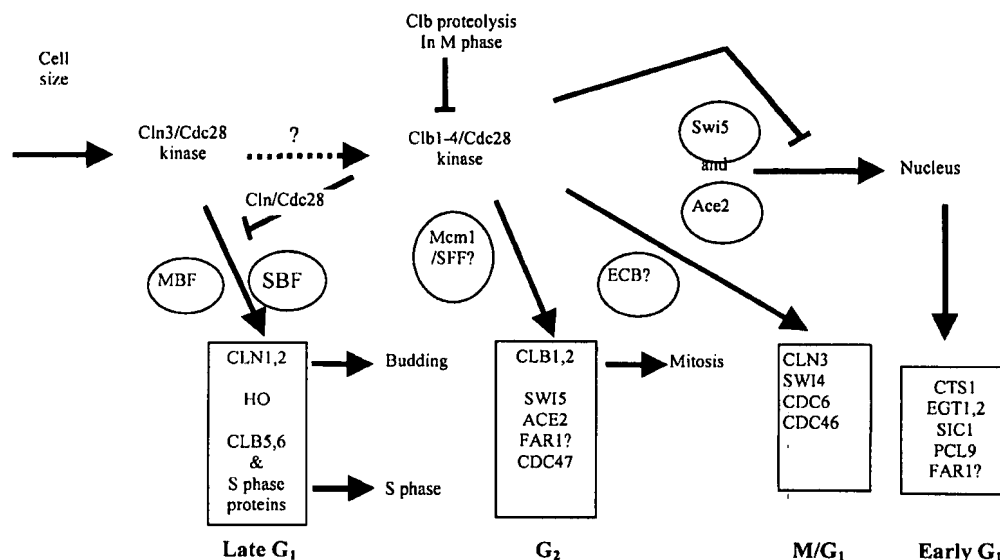 Clb proteolysis
In M phase
Cell
size
Cln3/Cdc28
kinase
?
Clb1-4/Cdc28
kinase
Cln/Cdc28
Swi5
and
Ace2
Nucleus
MBF
SBF
Mcm1
/SFF?
ECB?
CLN1,2
HO
CLB5,6
&
S phase
proteins
Budding
S phase
CLB1,2
SWI5
ACE2
FAR1?
CDC47
Mitosis
CLN3
SWI4
CDC6
CDC46
CTS1
EGT1,2
SIC1
PCL9
FAR1?
Late G1
G2
M/G1
Early G1